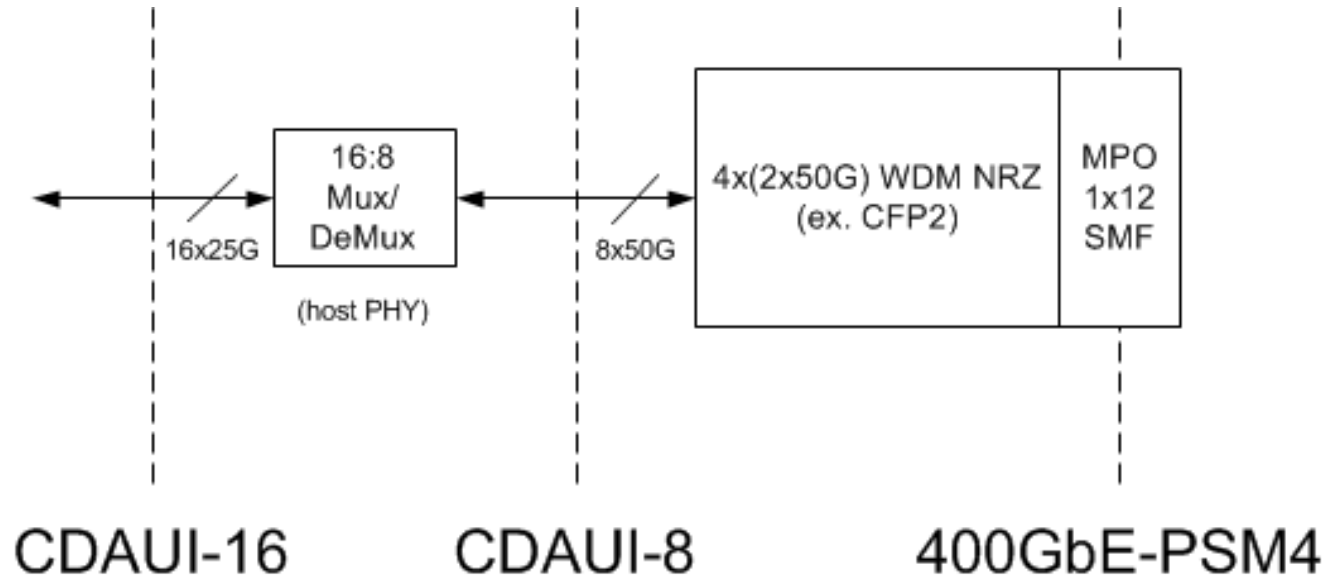 16:8
Mux/
DeMux
(host PHY)
16x25G
8x50G
4x(2x50G) WDM NRZ
(ex. CFP2)
MPO
1x12
SMF
CDAUI-16
CDAUI-8
400GbE-PSM4